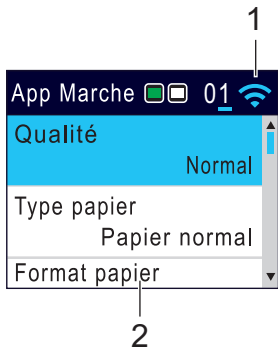 1
App Marche 01
Qualité
Normal
Type papier
Papier normal
Format papier
2